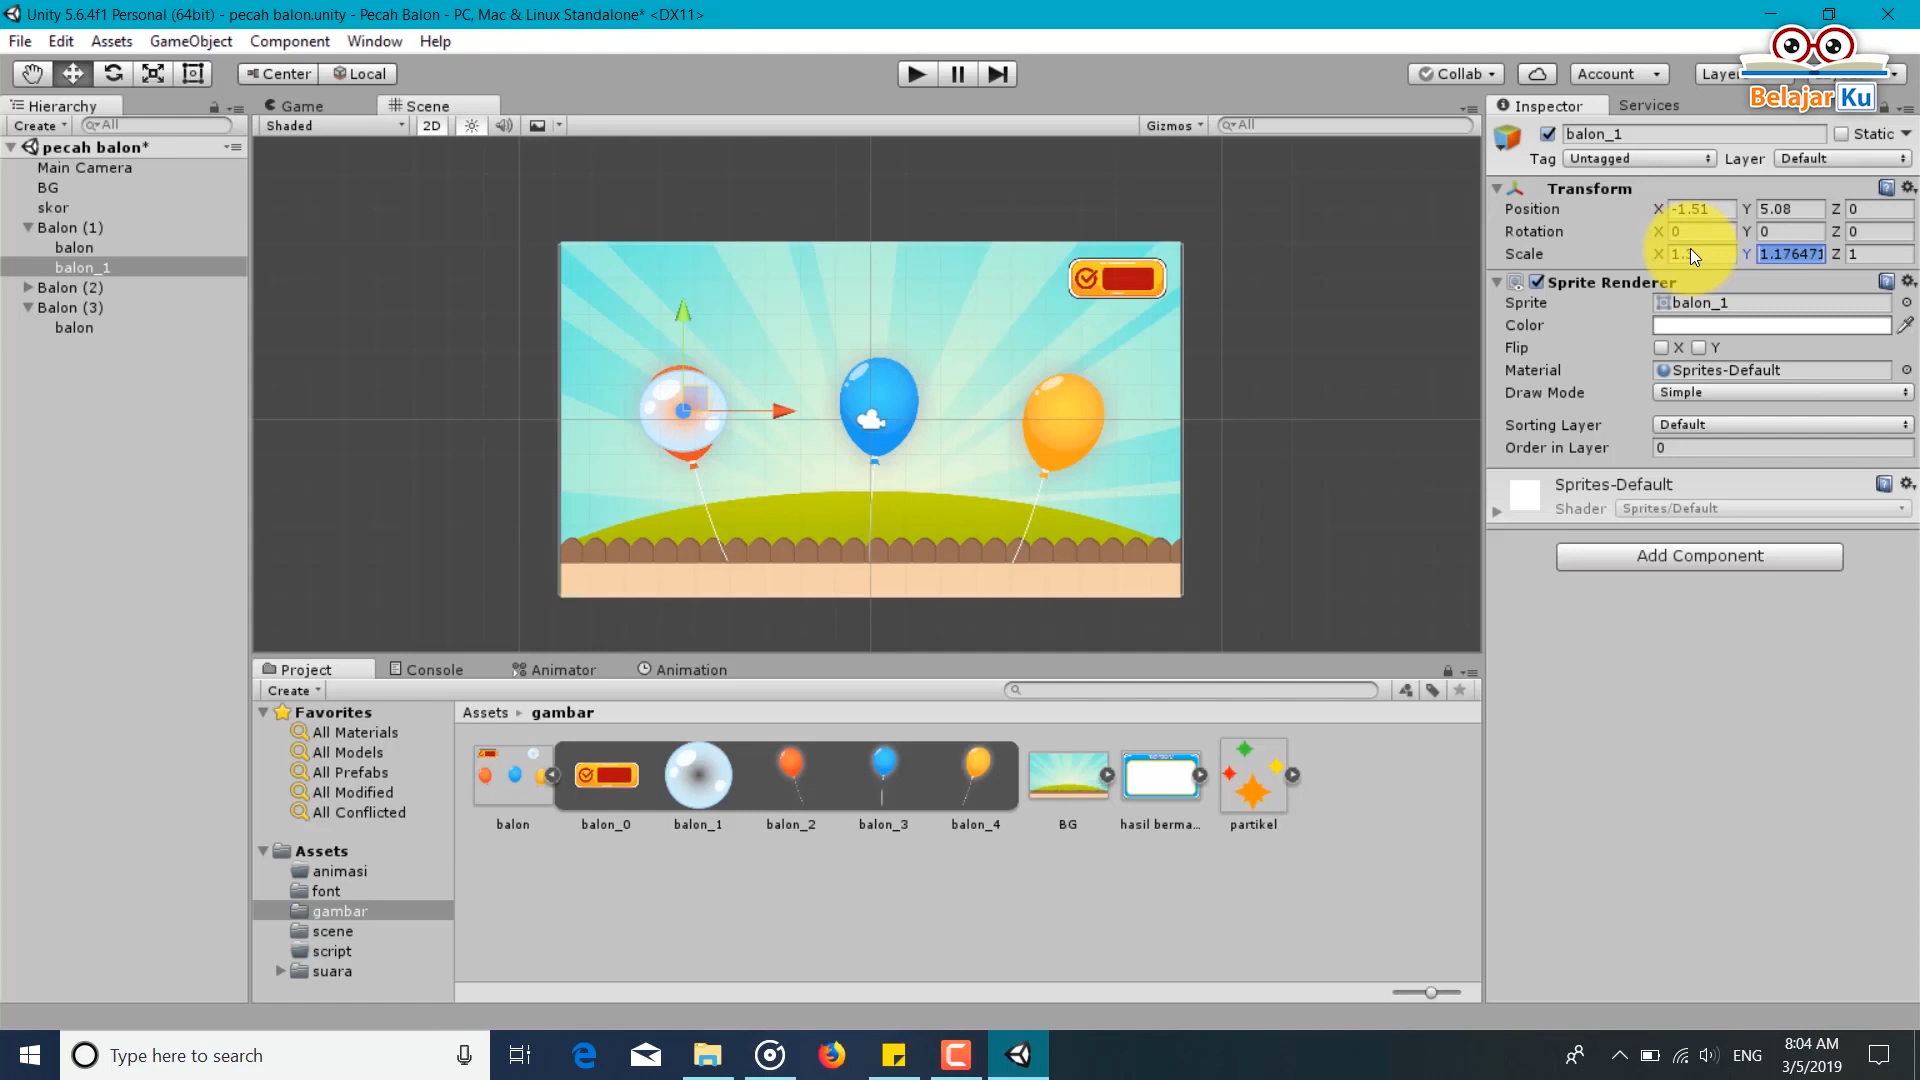 Unity 5.6.4f1 Personal (64bit) - pecah balon.unity - Pecah Balon - PC, Mac & Linux Standalone* <DX11>
File Edit Assets GameObject Component Window Help
Center Local
Collab Account
Belajar Ku
Hierarchy
Create All
pecah balon*
Main Camera
BG
skor
Balon (1)
balon
balon_1
Balon (2)
Balon (3)
balon
Game Scene
Shaded 2D Gizmos All
Inspector Services
balon_1 Static
Tag Untagged Layer Default
Transform
Position X -1.51 Y 5.08 Z 0
Rotation X 0 Y 0 Z 0
Scale X Y 1.176471 Z 1
Sprite Renderer
Sprite balon_1
Color
Flip X Y
Material Sprites-Default
Draw Mode Simple
Sorting Layer Default
Order in Layer 0
Sprites-Default
Shader Sprites/Default
Add Component
Project Console Animator Animation
Create
Favorites
All Materials
All Models
All Prefabs
All Modified
All Conflicted
Assets
animasi
font
gambar
scene
script
suara
Assets gambar
balon balon_0 balon_1 balon_2 balon_3 balon_4 BG hasil berma... partikel
Type here to search
ENG
8:04 AM
3/5/2019